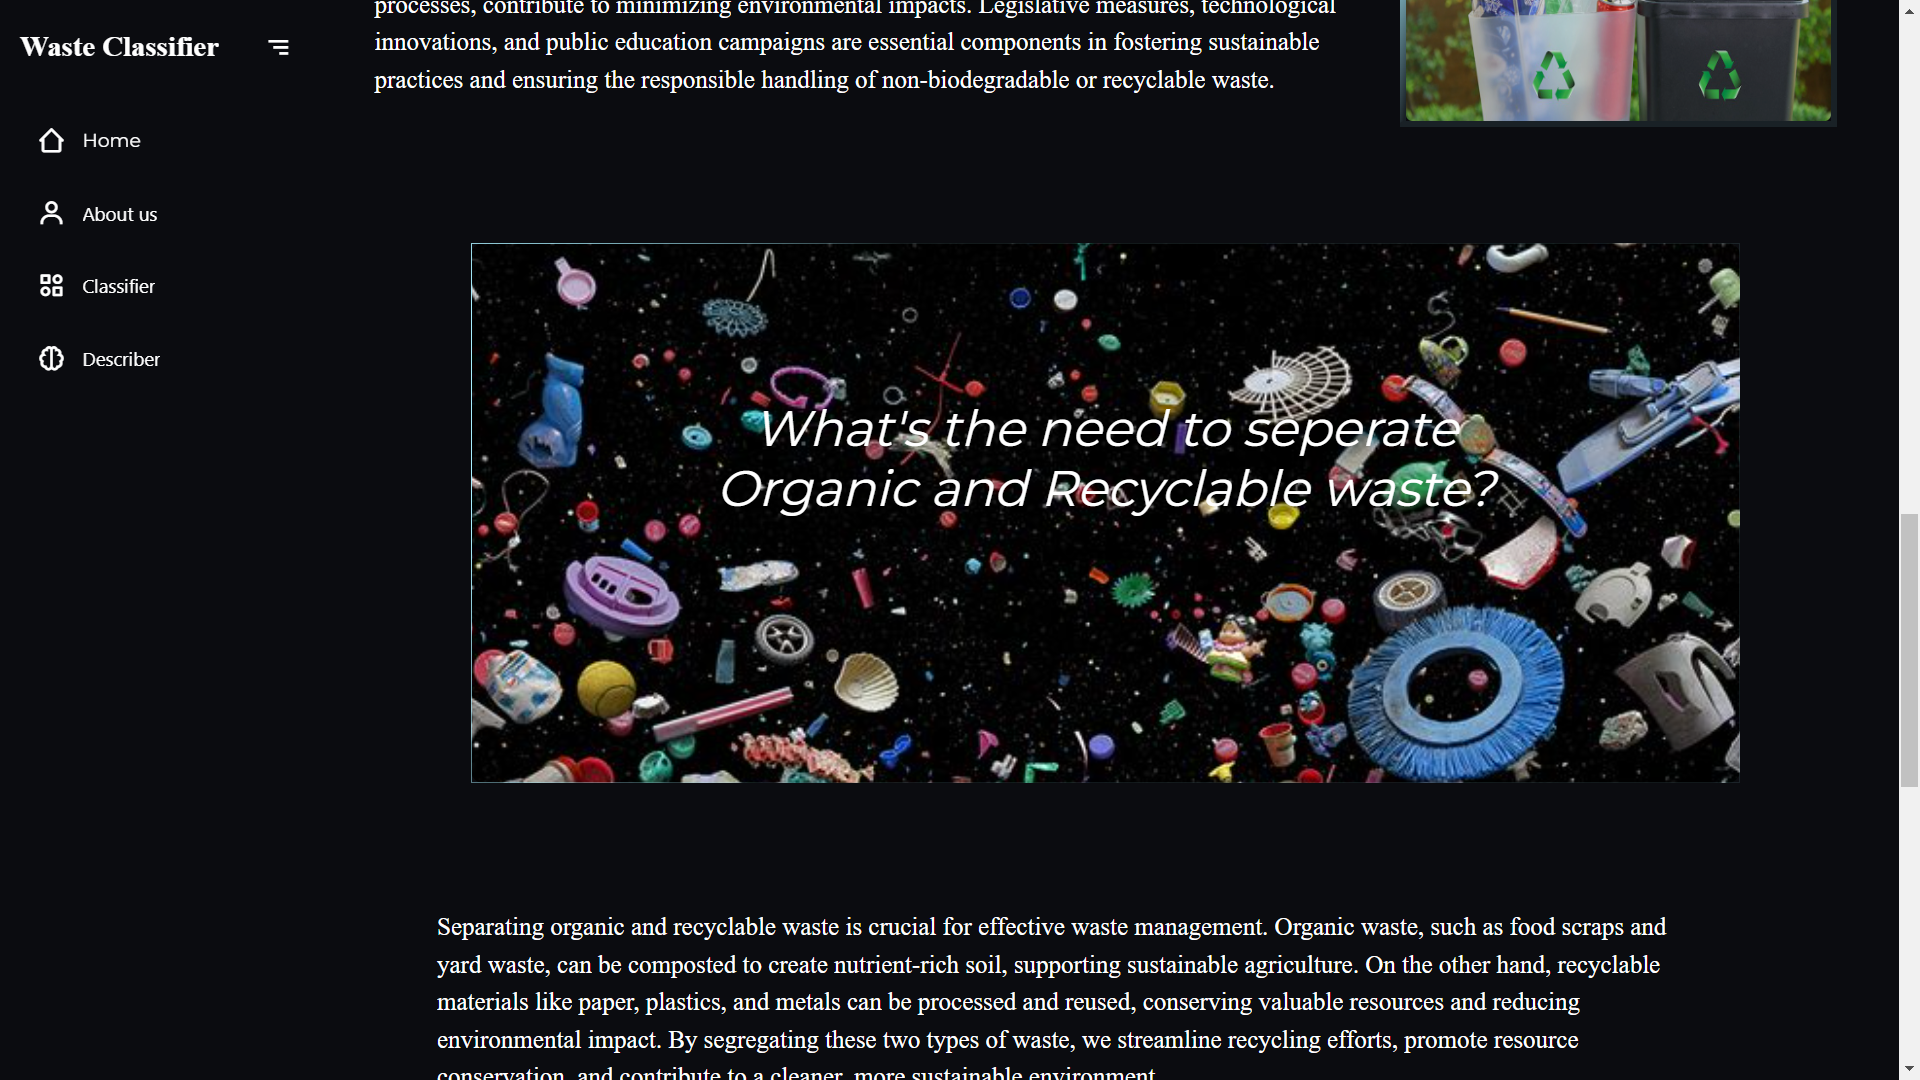 Waste Classifier
Home
About us
Classifier
Describer
processes, contribute to minimizing environmental impacts. Legislative measures, technological
innovations, and public education campaigns are essential components in fostering sustainable
practices and ensuring the responsible handling of non-biodegradable or recyclable waste.
What's the need to seperate
Organic and Recyclable waste?
Separating organic and recyclable waste is crucial for effective waste management. Organic waste, such as food scraps and
yard waste, can be composted to create nutrient-rich soil, supporting sustainable agriculture. On the other hand, recyclable
materials like paper, plastics, and metals can be processed and reused, conserving valuable resources and reducing
environmental impact. By segregating these two types of waste, we streamline recycling efforts, promote resource
conservation, and contribute to a cleaner, more sustainable environment.